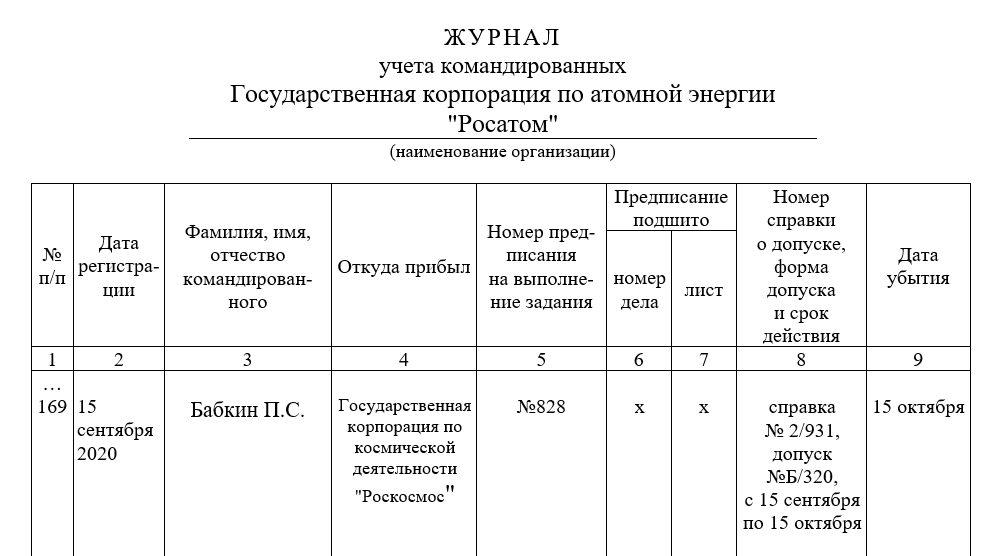 ЖУРНАЛ
учета командированных
Государственная корпорация по атомной энергии
"Росатом"
(наименование организации)
№
п/п
Дата
регистра-
ции
Фамилия, имя,
отчество
командирован-
ного
Откуда прибыл
Номер пред-
писания
на выполне-
ние задания
Предписание
подшито
номер
дела
лист
Номер
справки
о допуске,
форма
допуска
и срок
действия
Дата
убытия
1 2 3 4 5 6 7 8 9
…
169
15
сентября
2020
Бабкин П.С.
Государственная
корпорация по
космической
деятельности
"Роскосмос"
№828
х
х
справка
№ 2/931,
допуск
№Б/320,
с 15 сентября
по 15 октября
15 октября